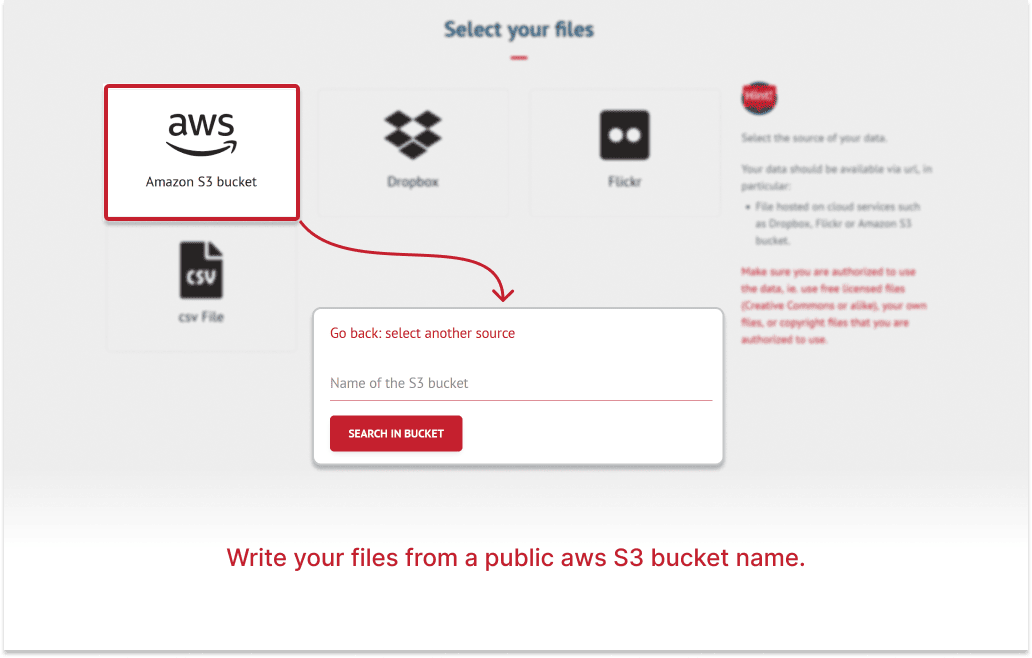 Select your files
aws
Amazon S3 bucket
Dropbox
Flickr
Hint!
Select the source of your data.
Your data should be available via url, in
particular:
• File hosted on cloud services such
as Dropbox, Flickr or Amazon S3
bucket.
Make sure you are authorized to use
the data, ie. use free licensed files
(Creative Commons or alike), your own
files, or copyright files that you are
authorized to use.
CSV
csv File
Go back: select another source
Name of the S3 bucket
SEARCH IN BUCKET
Write your files from a public aws S3 bucket name.